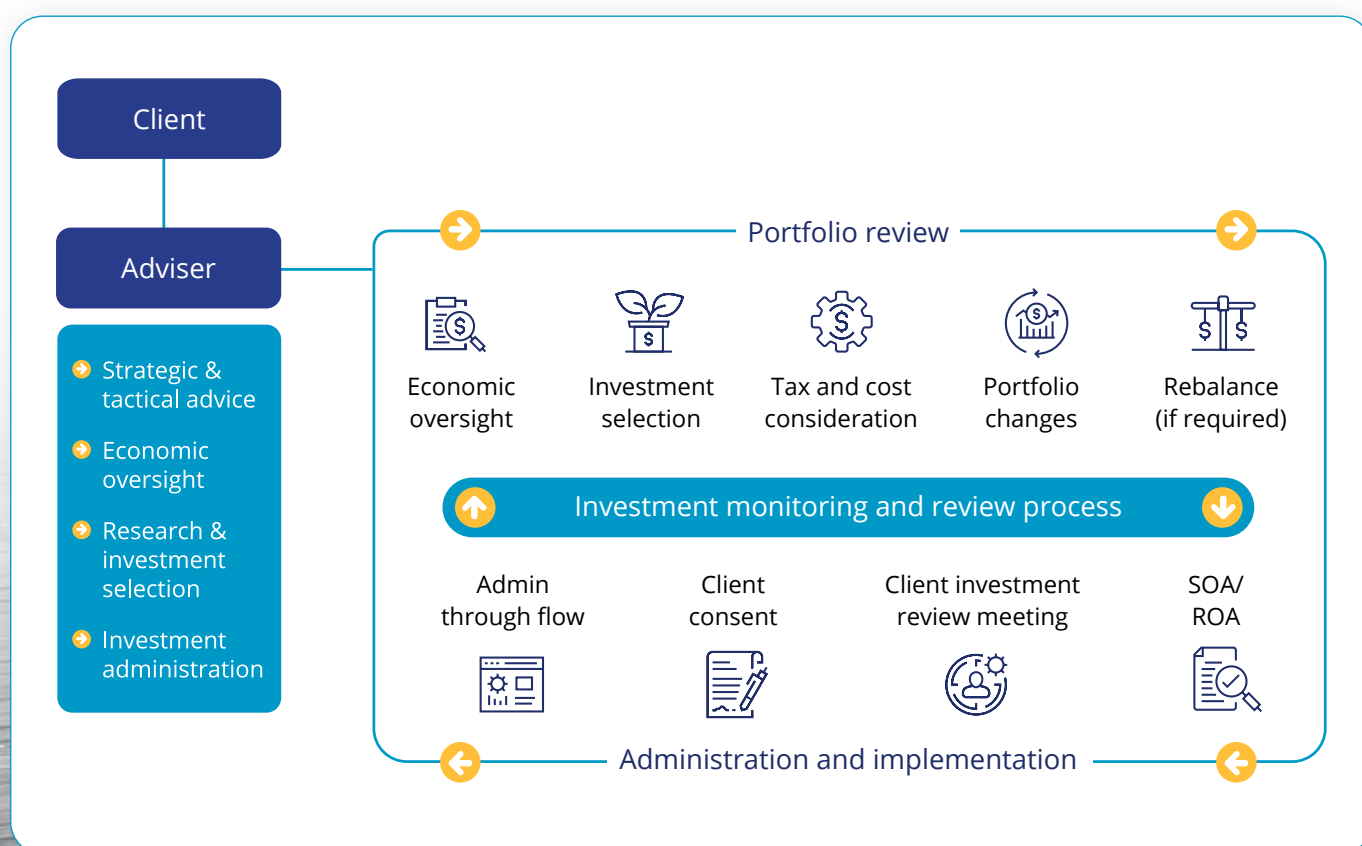 Client
Adviser
Strategic &
tactical advice
Economic
oversight
Research &
investment
selection
Investment
administration
Portfolio review
Economic
oversight
Investment
selection
Tax and cost
consideration
Portfolio
changes
Rebalance
(if required)
Investment monitoring and review process
Admin
through flow
Client
consent
Client investment
review meeting
SOA/
ROA
Administration and implementation